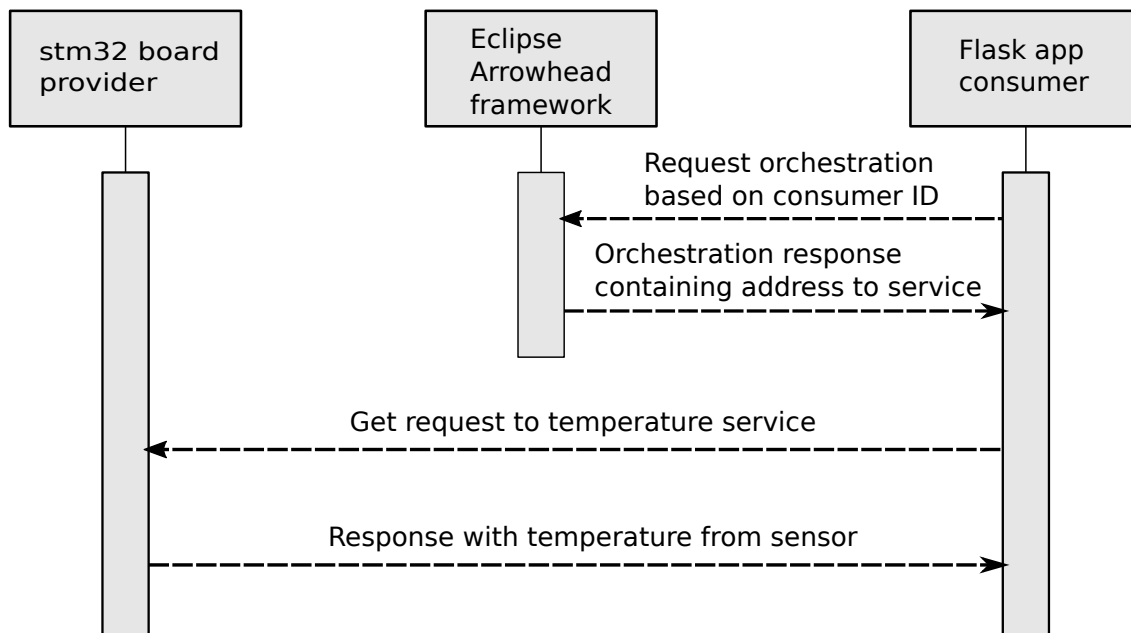 stm32 board
provider
Eclipse
Arrowhead
framework
Flask app
consumer
Request orchestration
based on consumer ID
Orchestration response
containing address to service
Get request to temperature service
Response with temperature from sensor